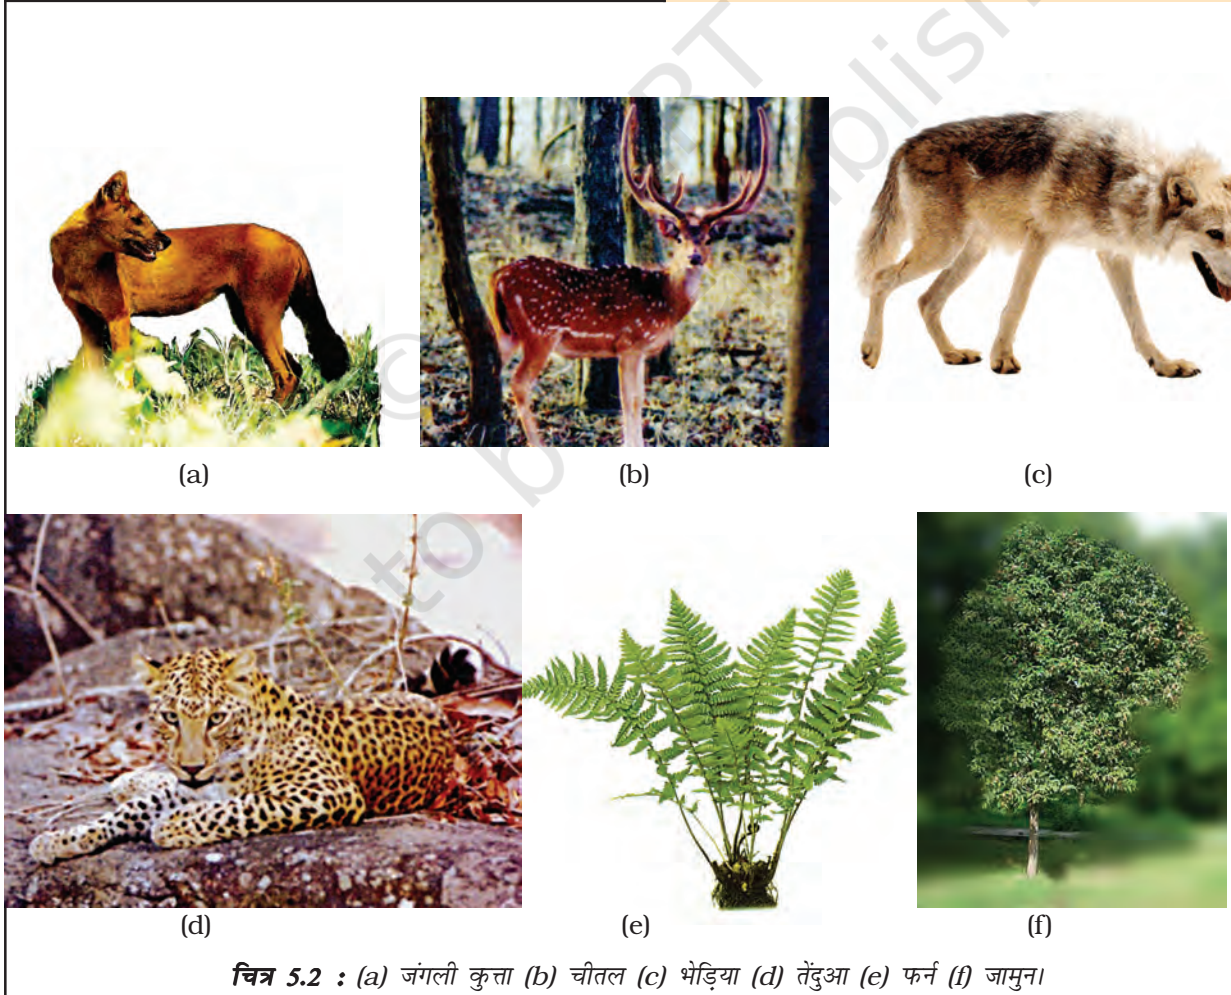 (a) (b) (c)
(d) (e) (f)
चित्र 5.2 : (a) जंगली कुत्ता (b) चीतल (c) भेड़िया (d) तेंदुआ (e) फर्न (f) जामुन।